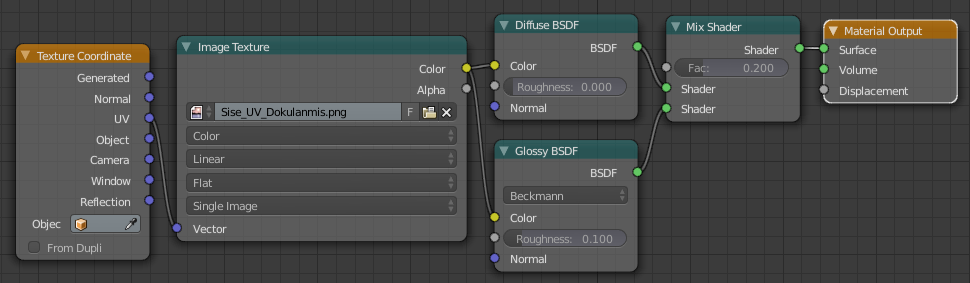 Texture Coordinate
Generated
Normal
UV
Object
Camera
Window
Reflection
Objec
From Dupli
Image Texture
Color
Alpha
Sise_UV_Dokulanmis.png F
Color
Linear
Flat
Single Image
Vector
Diffuse BSDF
BSDF
Color
Roughness: 0.000
Normal
Glossy BSDF
BSDF
Beckmann
Color
Roughness: 0.100
Normal
Mix Shader
Shader
Fac: 0.200
Shader
Shader
Material Output
Surface
Volume
Displacement